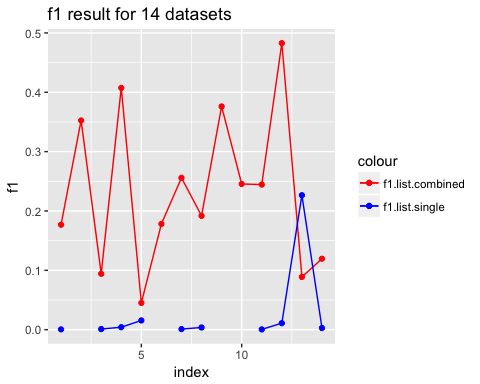 f1 result for 14 datasets
0.5
0.4
0.3
0.2
0.1
0.0
f1
5
10
index
colour
f1.list.combined
f1.list.single